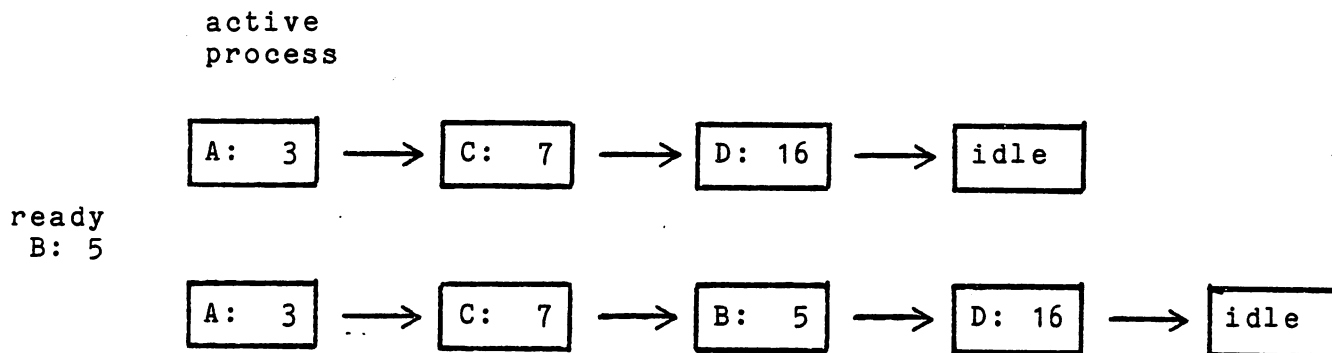 active
process
A: 3 C: 7 D: 16 idle
ready
B: 5
A: 3 C: 7 B: 5 D: 16 idle